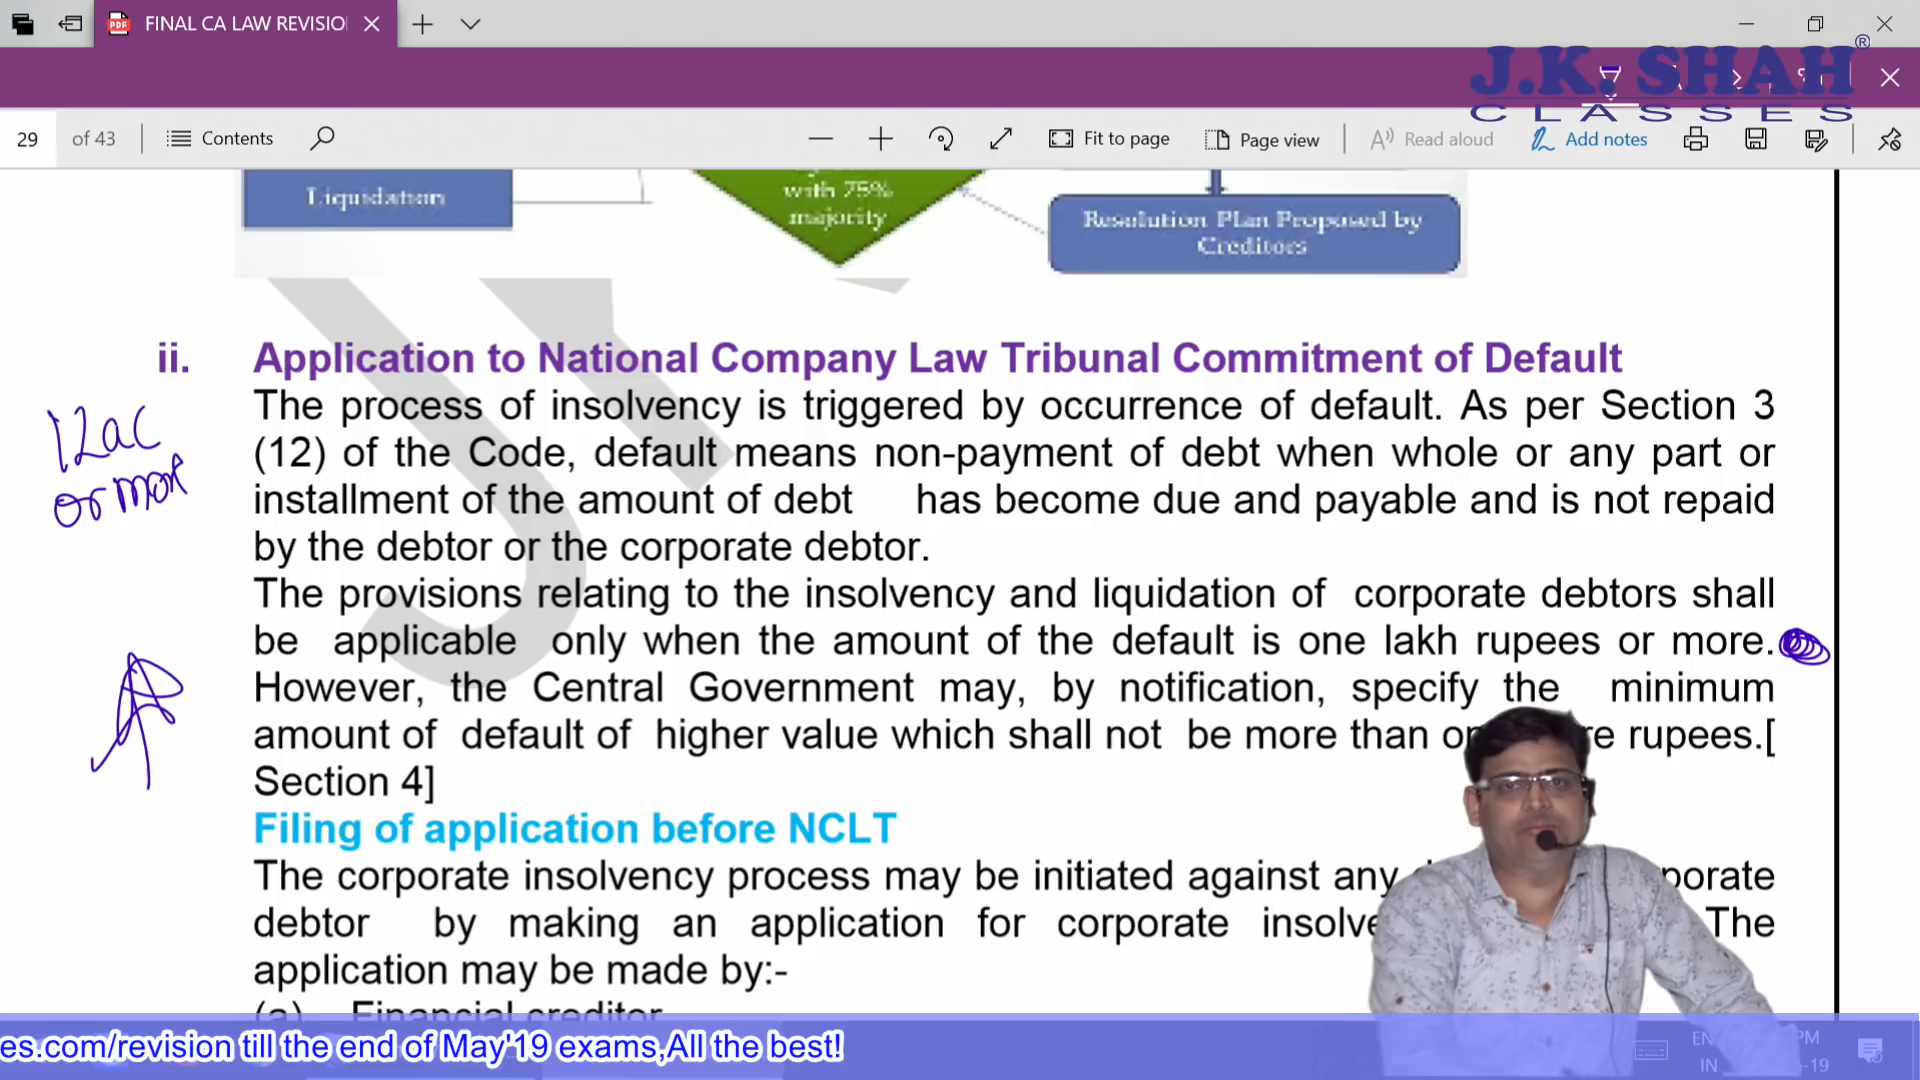 FINAL CA LAW REVISIO
J.K. SHAH®
CLASSES
29 of 43
Contents
Fit to page
Page view
Read aloud
Add notes
Liquidation
with 75%
majority
Resolution Plan Proposed by
Creditors
ii. Application to National Company Law Tribunal Commitment of Default
The process of insolvency is triggered by occurrence of default. As per Section 3
(12) of the Code, default means non-payment of debt when whole or any part or
installment of the amount of debt has become due and payable and is not repaid
by the debtor or the corporate debtor.
12ac
or more
The provisions relating to the insolvency and liquidation of corporate debtors shall
be applicable only when the amount of the default is one lakh rupees or more.
However, the Central Government may, by notification, specify the minimum
amount of default of higher value which shall not be more than rupees.[
Section 4]
Filing of application before NCLT
The corporate insolvency process may be initiated against any
debtor by making an application for corporate The
application may be made by:-
(a) Financial creditor
es.com/revision till the end of May'19 exams,All the best!
EN
IN
PM
-19